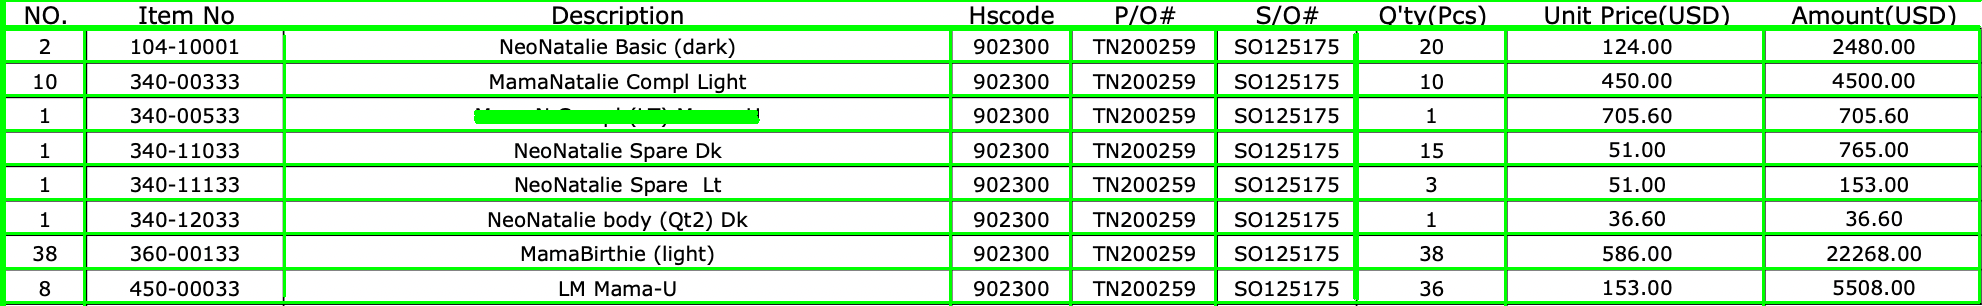 NO. Item No Description Hscode P/O# S/O# Q'ty(Pcs) Unit Price(USD) Amount(USD)
2 104-10001 NeoNatalie Basic (dark) 902300 TN200259 SO125175 20 124.00 2480.00
10 340-00333 MamaNatalie Compl Light 902300 TN200259 SO125175 10 450.00 4500.00
1 340-00533 902300 TN200259 SO125175 1 705.60 705.60
1 340-11033 NeoNatalie Spare Dk 902300 TN200259 SO125175 15 51.00 765.00
1 340-11133 NeoNatalie Spare Lt 902300 TN200259 SO125175 3 51.00 153.00
1 340-12033 NeoNatalie body (Qt2) Dk 902300 TN200259 SO125175 1 36.60 36.60
38 360-00133 MamaBirthie (light) 902300 TN200259 SO125175 38 586.00 22268.00
8 450-00033 LM Mama-U 902300 TN200259 SO125175 36 153.00 5508.00